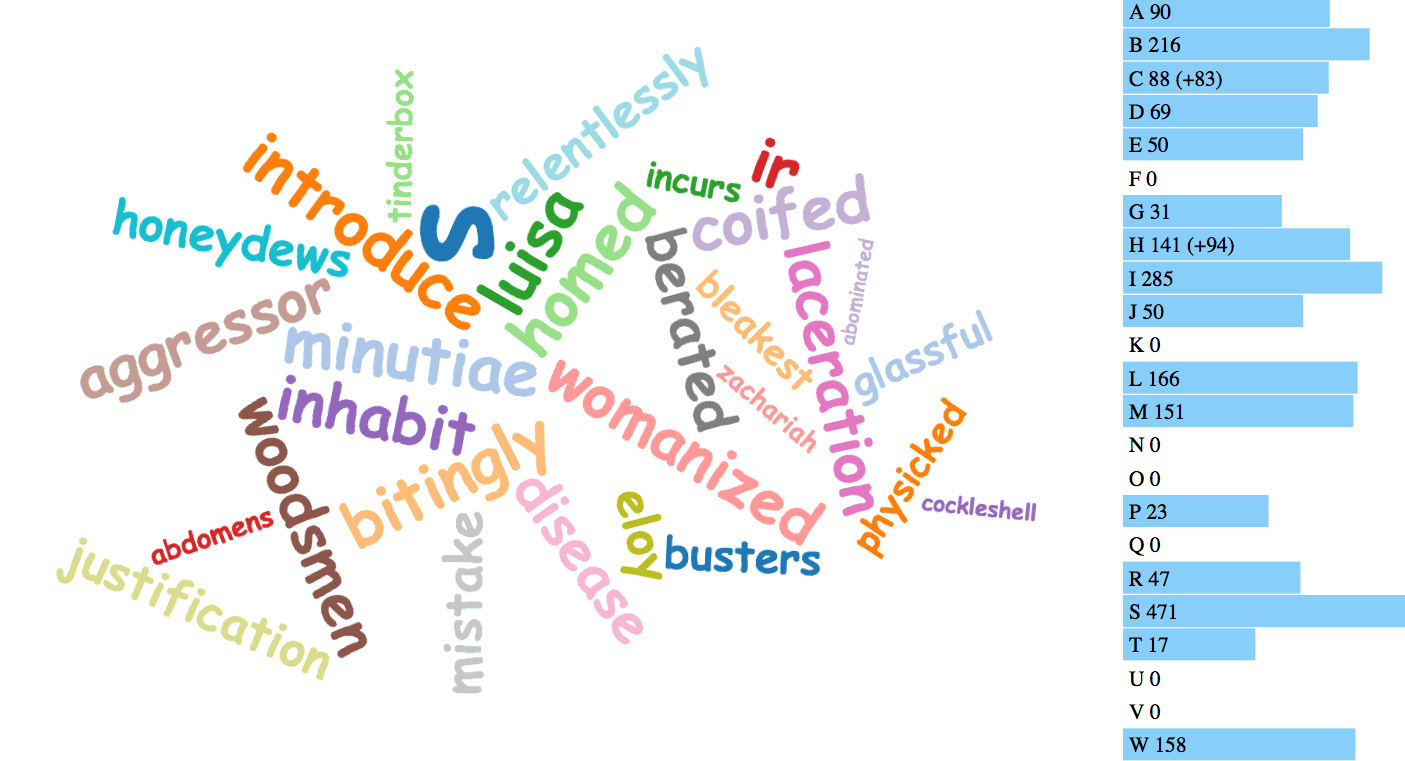 tinderbox
relentlessly
introduce
incurs
ir
honeydews
S
luisa
homed
coifed
berated
laceration
abominated
bleakest
aggressor
minutiae
glassful
zachariah
womanized
inhabit
woodsmen
bitingly
physicked
cockleshell
disease
eloy
busters
abdomens
mistake
justification
A 90
B 216
C 88 (+83)
D 69
E 50
F 0
G 31
H 141 (+94)
I 285
J 50
K 0
L 166
M 151
N 0
O 0
P 23
Q 0
R 47
S 471
T 17
U 0
V 0
W 158